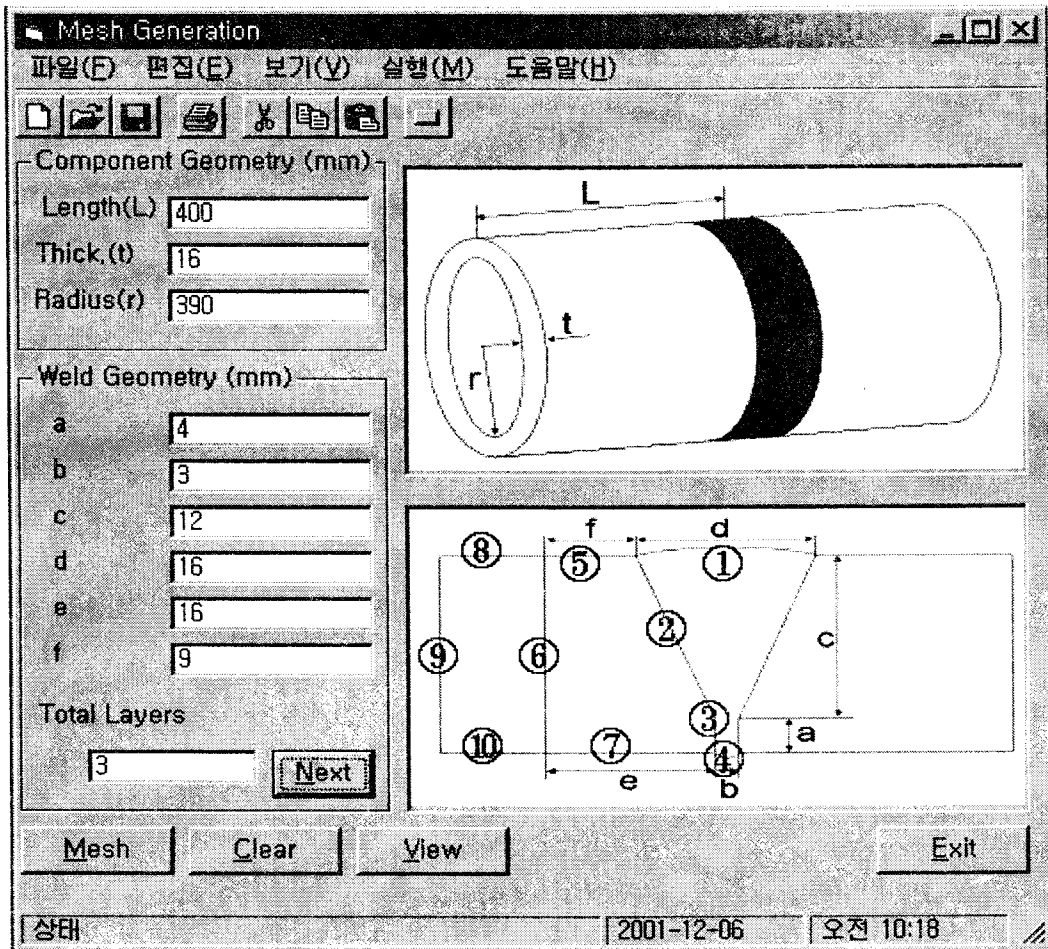 Mesh Generation
파일(F) 편집(E) 보기(V) 실행(M) 도움말(H)
Component Geometry (mm)
Length(L) 400
Thick.(t) 16
Radius(r) 390
Weld Geometry (mm)
a 4
b 3
c 12
d 16
e 16
f 9
Total Layers
3 Next
L
t
r
f d
⑧ ⑤ ①
②
⑨ ⑥ c
③
a
⑩ ⑦ ④
e b
Mesh Clear View Exit
상태 2001-12-06 오전 10:18